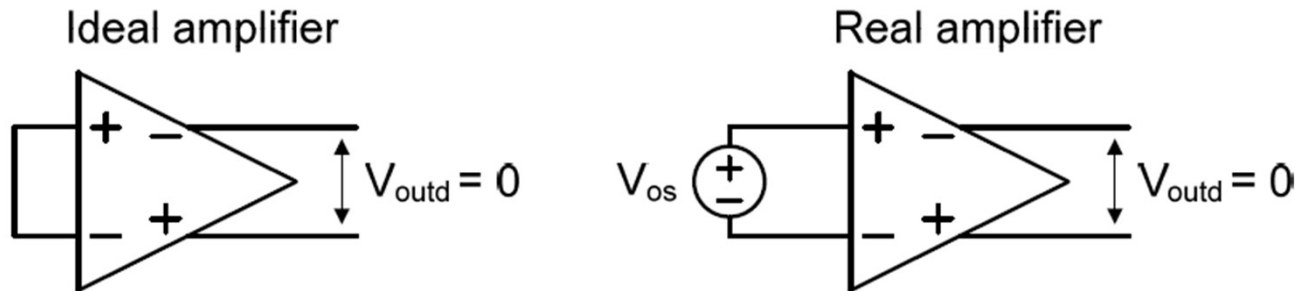 Ideal amplifier
Real amplifier
+ −
− +
V_outd = 0
V_os
+
−
+ −
− +
V_outd = 0